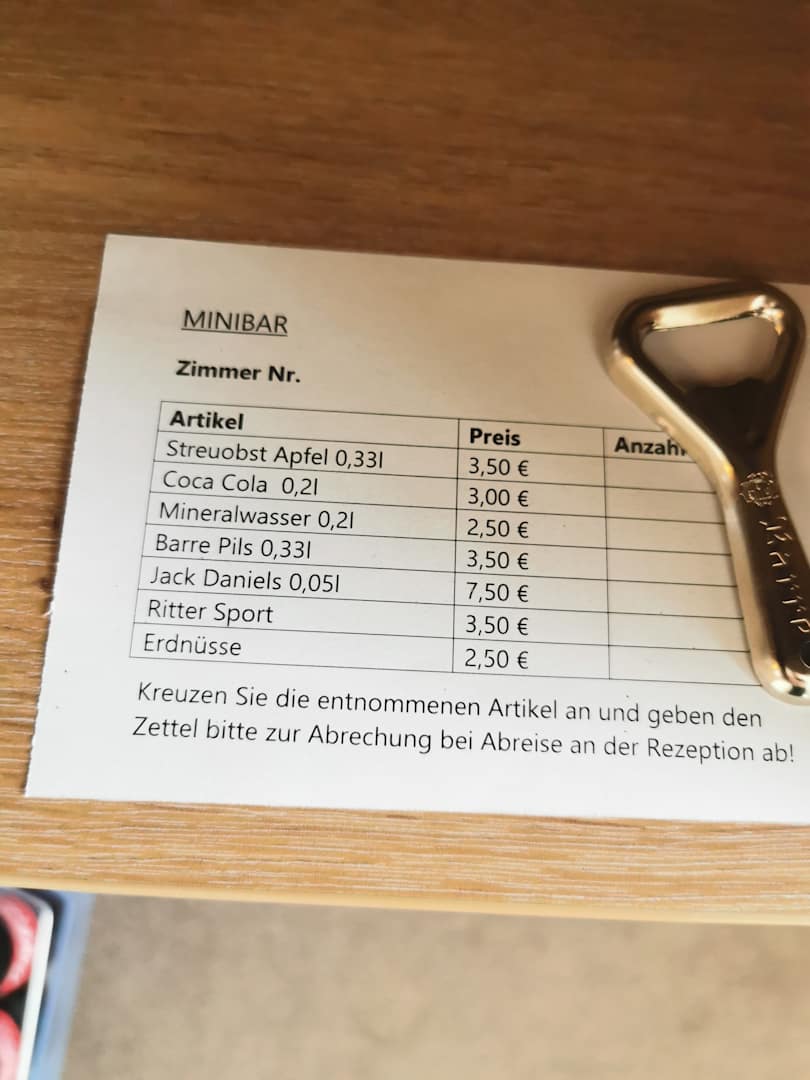 MINIBAR
Zimmer Nr.
Artikel Preis
Streuobst Apfel 0,33l 3,50 €
Coca Cola 0,2l 3,00 €
Mineralwasser 0,2l 2,50 €
Barre Pils 0,33l 3,50 €
Jack Daniels 0,05l 7,50 €
Ritter Sport 3,50 €
Erdnüsse 2,50 €
Kreuzen Sie die entnommenen Artikel an und geben den
Zettel bitte zur Abrechung bei Abreise an der Rezeption ab!